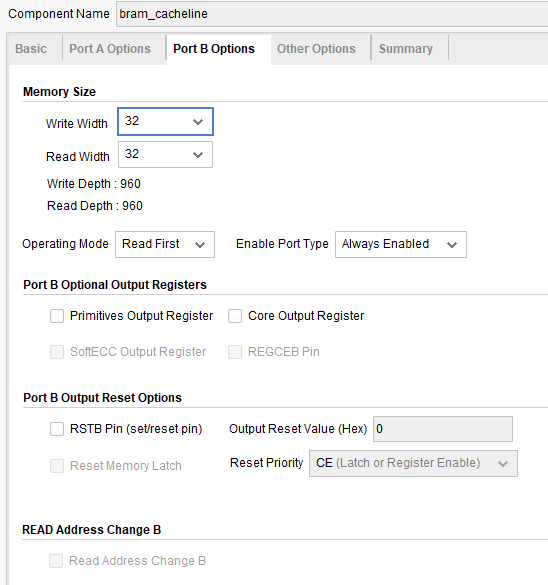 Component Name bram_cacheline
Basic Port A Options Port B Options Other Options Summary
Memory Size
Write Width 32
Read Width 32
Write Depth : 960
Read Depth : 960
Operating Mode Read First Enable Port Type Always Enabled
Port B Optional Output Registers
Primitives Output Register Core Output Register
SoftECC Output Register REGCEB Pin
Port B Output Reset Options
RSTB Pin (set/reset pin) Output Reset Value (Hex) 0
Reset Memory Latch Reset Priority CE (Latch or Register Enable)
READ Address Change B
Read Address Change B